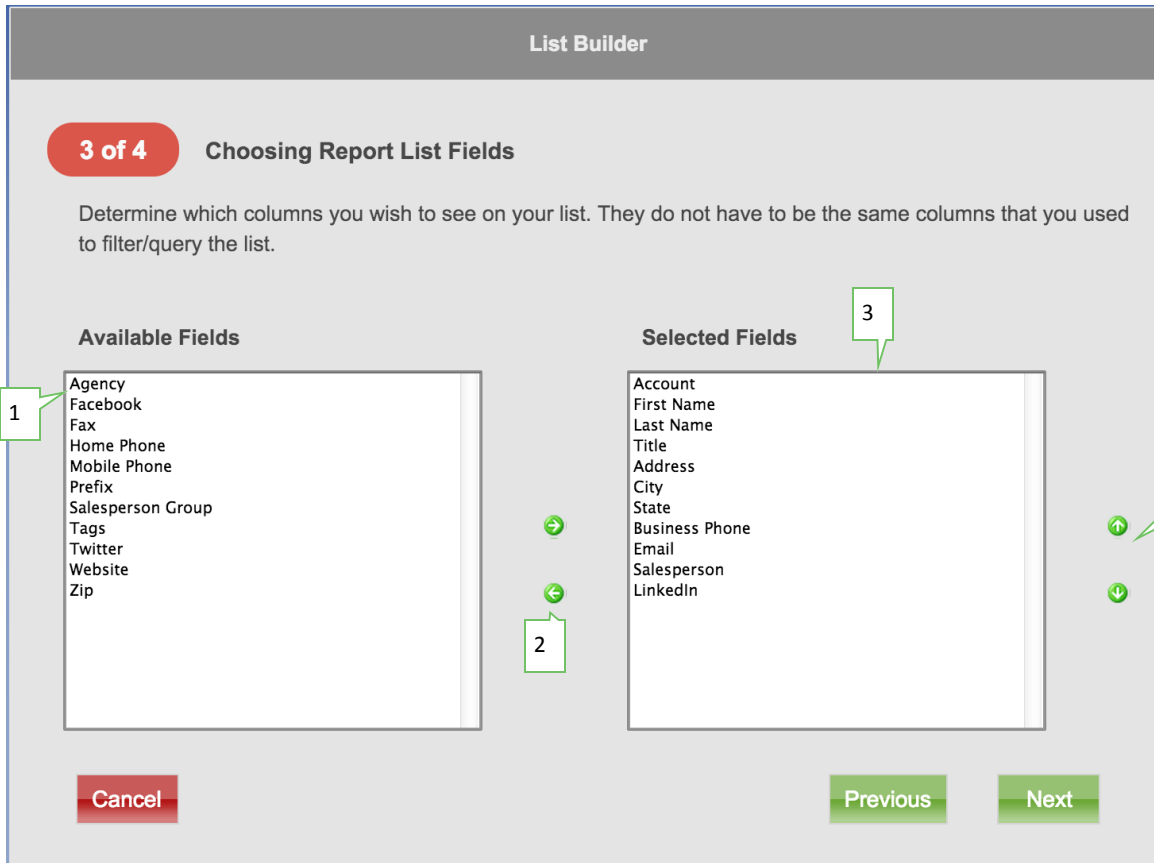 List Builder
3 of 4
Choosing Report List Fields
Determine which columns you wish to see on your list. They do not have to be the same columns that you used
to filter/query the list.
3
Available Fields
Selected Fields
1
Agency
Facebook
Fax
Home Phone
Mobile Phone
Prefix
Salesperson Group
Tags
Twitter
Website
Zip
2
Account
First Name
Last Name
Title
Address
City
State
Business Phone
Email
Salesperson
LinkedIn
Cancel
Previous
Next